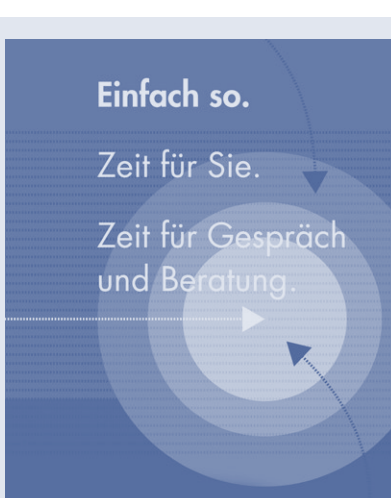 Einfach so.
Zeit für Sie.
Zeit für Gespräch
und Beratung.